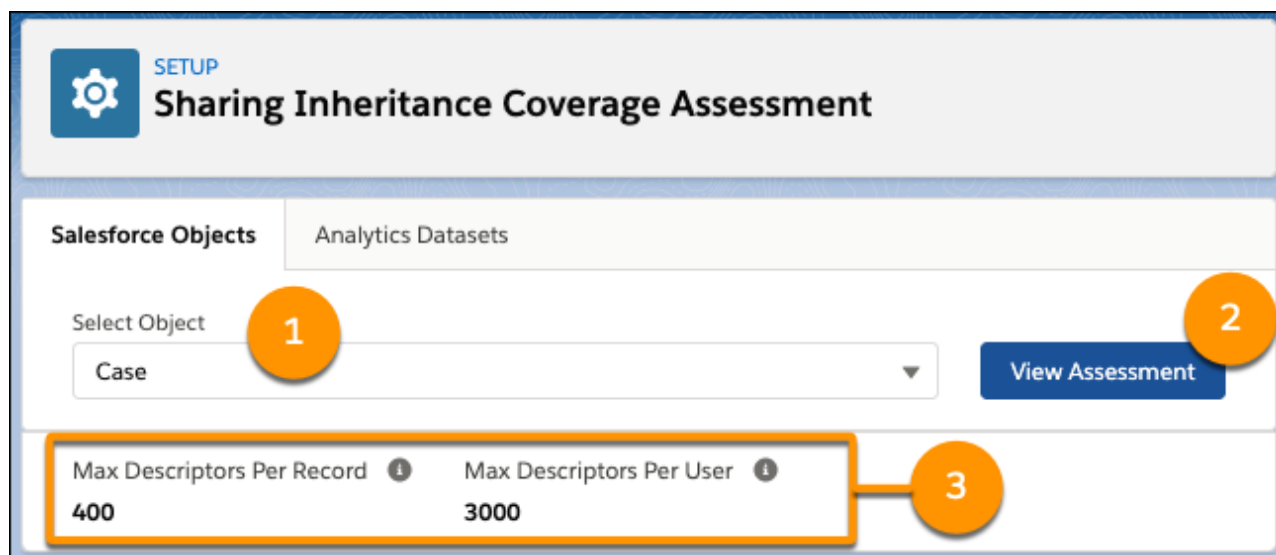 SETUP
Sharing Inheritance Coverage Assessment
Salesforce Objects
Analytics Datasets
Select Object
1
2
Case
View Assessment
Max Descriptors Per Record
Max Descriptors Per User
3
400
3000